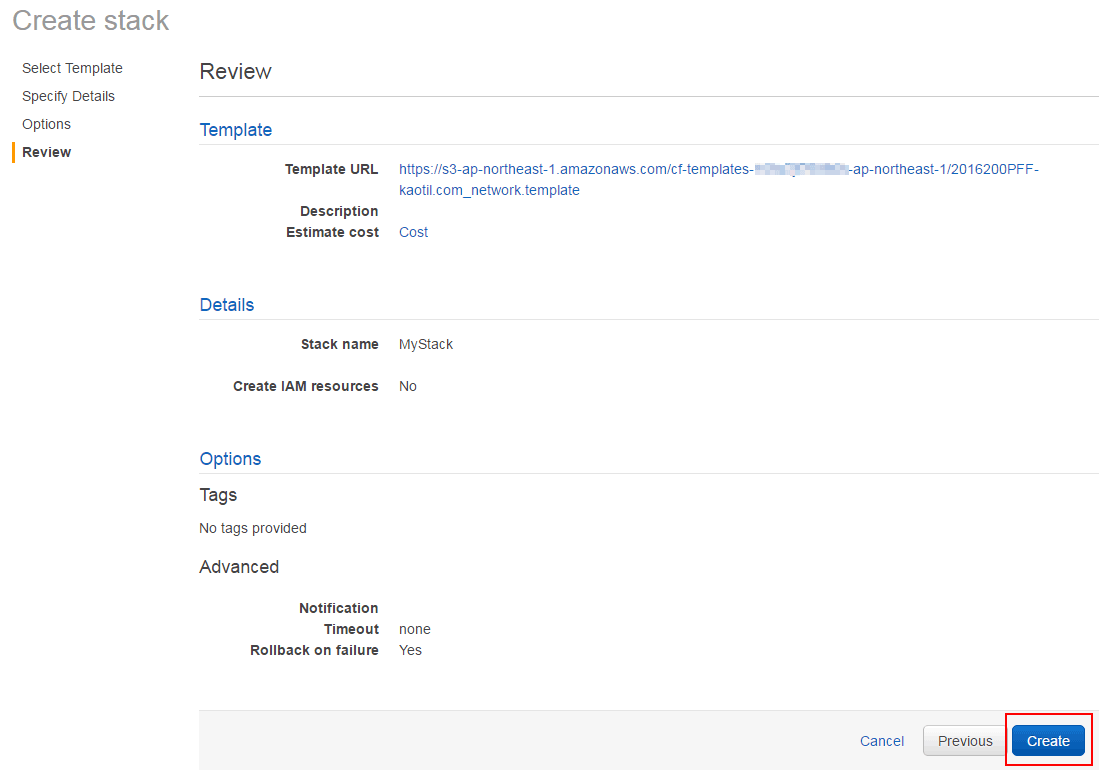 Create stack
Select Template
Specify Details
Options
Review
Review
Template
Template URL https://s3-ap-northeast-1.amazonaws.com/cf-templates- -ap-northeast-1/2016200PFF-
kaotil.com_network.template
Description
Estimate cost Cost
Details
Stack name MyStack
Create IAM resources No
Options
Tags
No tags provided
Advanced
Notification
Timeout none
Rollback on failure Yes
Cancel Previous Create